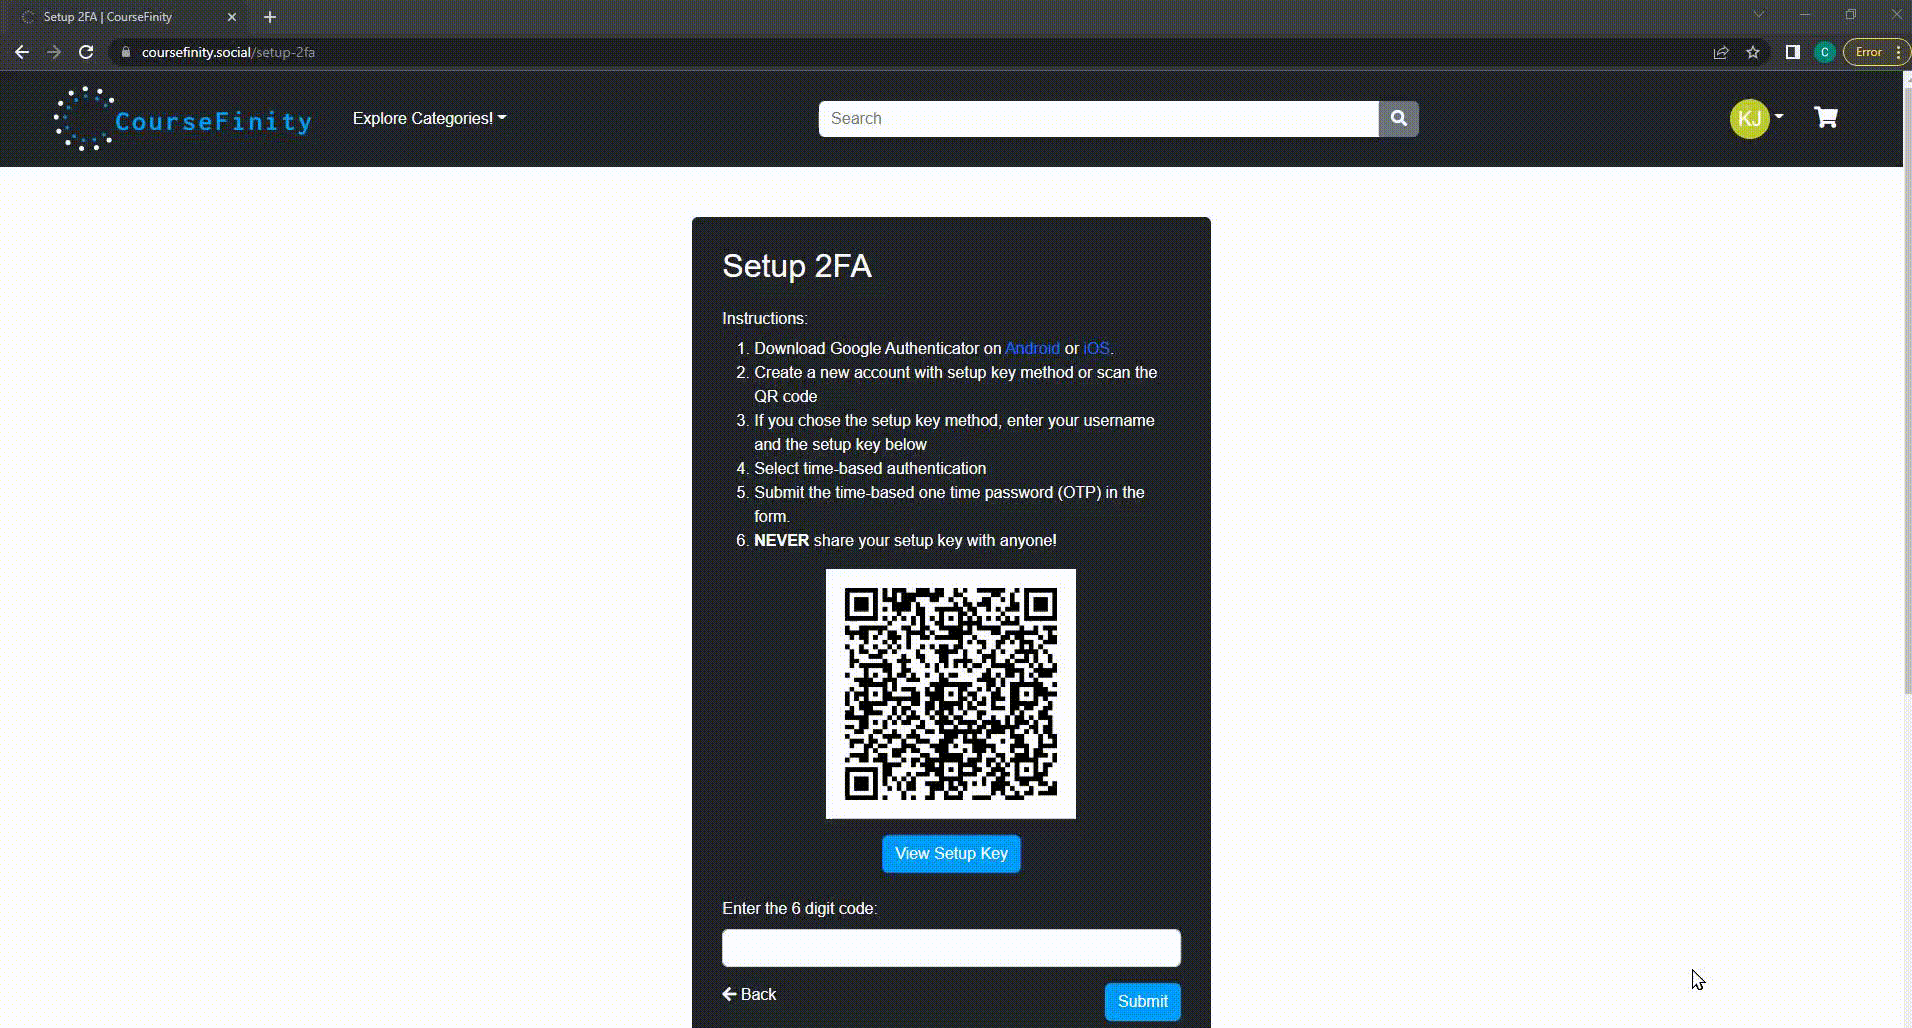 Setup 2FA | CourseFinity
coursefinity.social/setup-2fa
C
Error
CourseFinity
Explore Categories!
Search
KJ
Setup 2FA
Instructions:
1. Download Google Authenticator on Android or iOS.
2. Create a new account with setup key method or scan the
QR code
3. If you chose the setup key method, enter your username
and the setup key below
4. Select time-based authentication
5. Submit the time-based one time password (OTP) in the
form.
6. NEVER share your setup key with anyone!
View Setup Key
Enter the 6 digit code:
Back
Submit